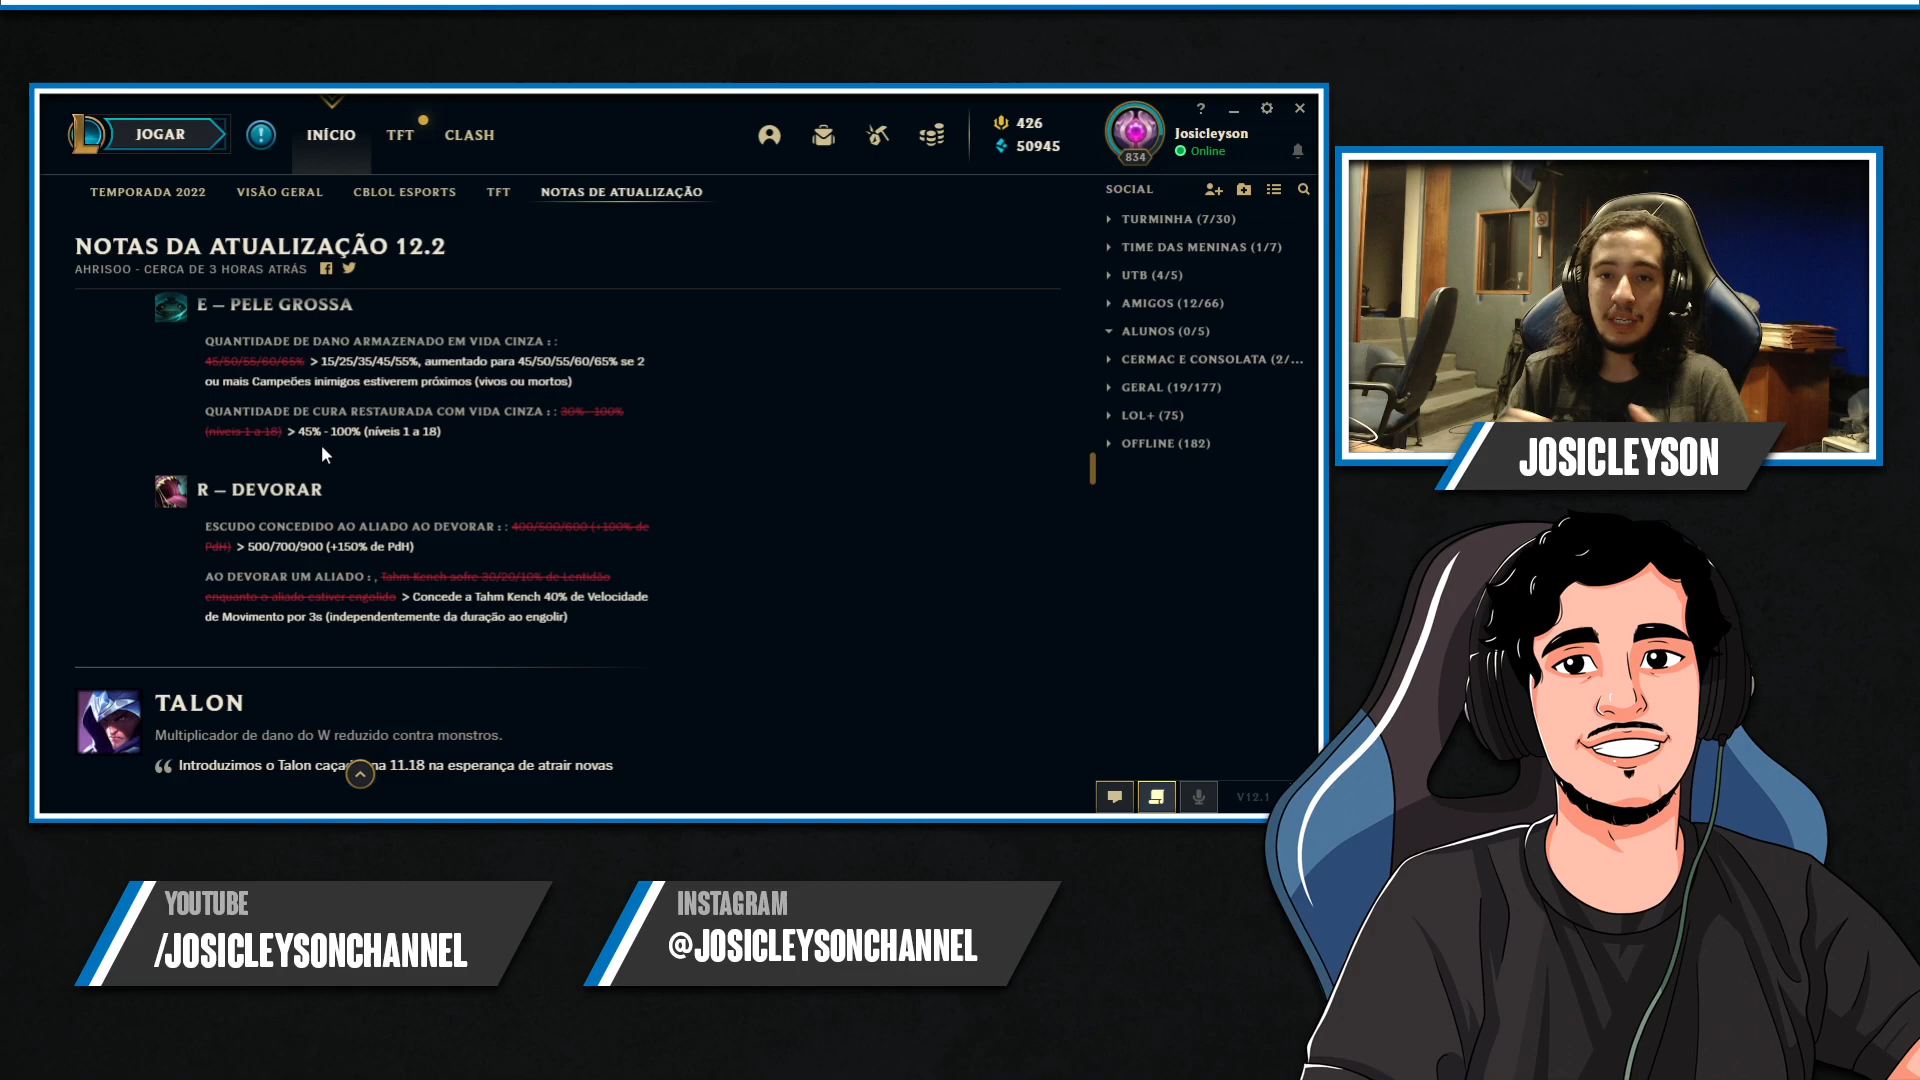 JOGAR
INÍCIO
TFT
CLASH
426
50945
834
?
Josicleyson
Online
TEMPORADA 2022
VISÃO GERAL
CBLOL ESPORTS
TFT
NOTAS DE ATUALIZAÇÃO
NOTAS DA ATUALIZAÇÃO 12.2
AHRISOO - CERCA DE 3 HORAS ATRÁS
E – PELE GROSSA
QUANTIDADE DE DANO ARMAZENADO EM VIDA CINZA : :
45/50/55/60/65% > 15/25/35/45/55%, aumentado para 45/50/55/60/65% se 2
ou mais Campeões inimigos estiverem próximos (vivos ou mortos)
QUANTIDADE DE CURA RESTAURADA COM VIDA CINZA : : 30% - 100%
(níveis 1 a 18) > 45% - 100% (níveis 1 a 18)
R – DEVORAR
ESCUDO CONCEDIDO AO ALIADO AO DEVORAR : : 400/500/600 (+100% de
PdH) > 500/700/900 (+150% de PdH)
AO DEVORAR UM ALIADO : , Tahm Kench sofre 30/20/10% de Lentidão
enquanto o aliado estiver engolido > Concede a Tahm Kench 40% de Velocidade
de Movimento por 3s (independentemente da duração ao engolir)
TALON
Multiplicador de dano do W reduzido contra monstros.
Introduzimos o Talon na 11.18 na esperança de atrair novas
SOCIAL
TURMINHA (7/30)
TIME DAS MENINAS (1/7)
UTB (4/5)
AMIGOS (12/66)
ALUNOS (0/5)
CERMAC E CONSOLATA (2/...
GERAL (19/177)
LOL+ (75)
OFFLINE (182)
V12.1
JOSICLEYSON
YOUTUBE
/JOSICLEYSONCHANNEL
INSTAGRAM
@JOSICLEYSONCHANNEL